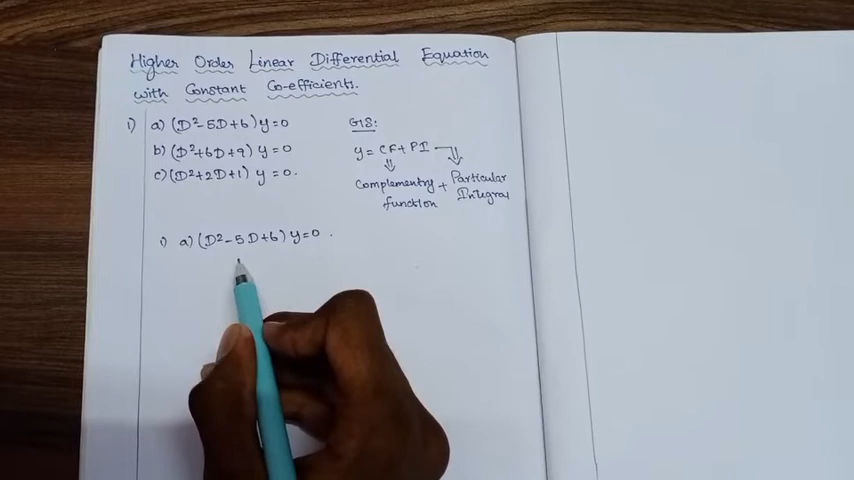 Higher Order Linear Differential Equation
with Constant Co-efficients.
1) a) (D²-5D+6)y=0
b) (D²+6D+9) y=0
c) (D²+2D+1) y=0.
G.S:
y = CF + PI
Complementry + Particular
function Integral
1) a) (D²-5D+6)y=0.